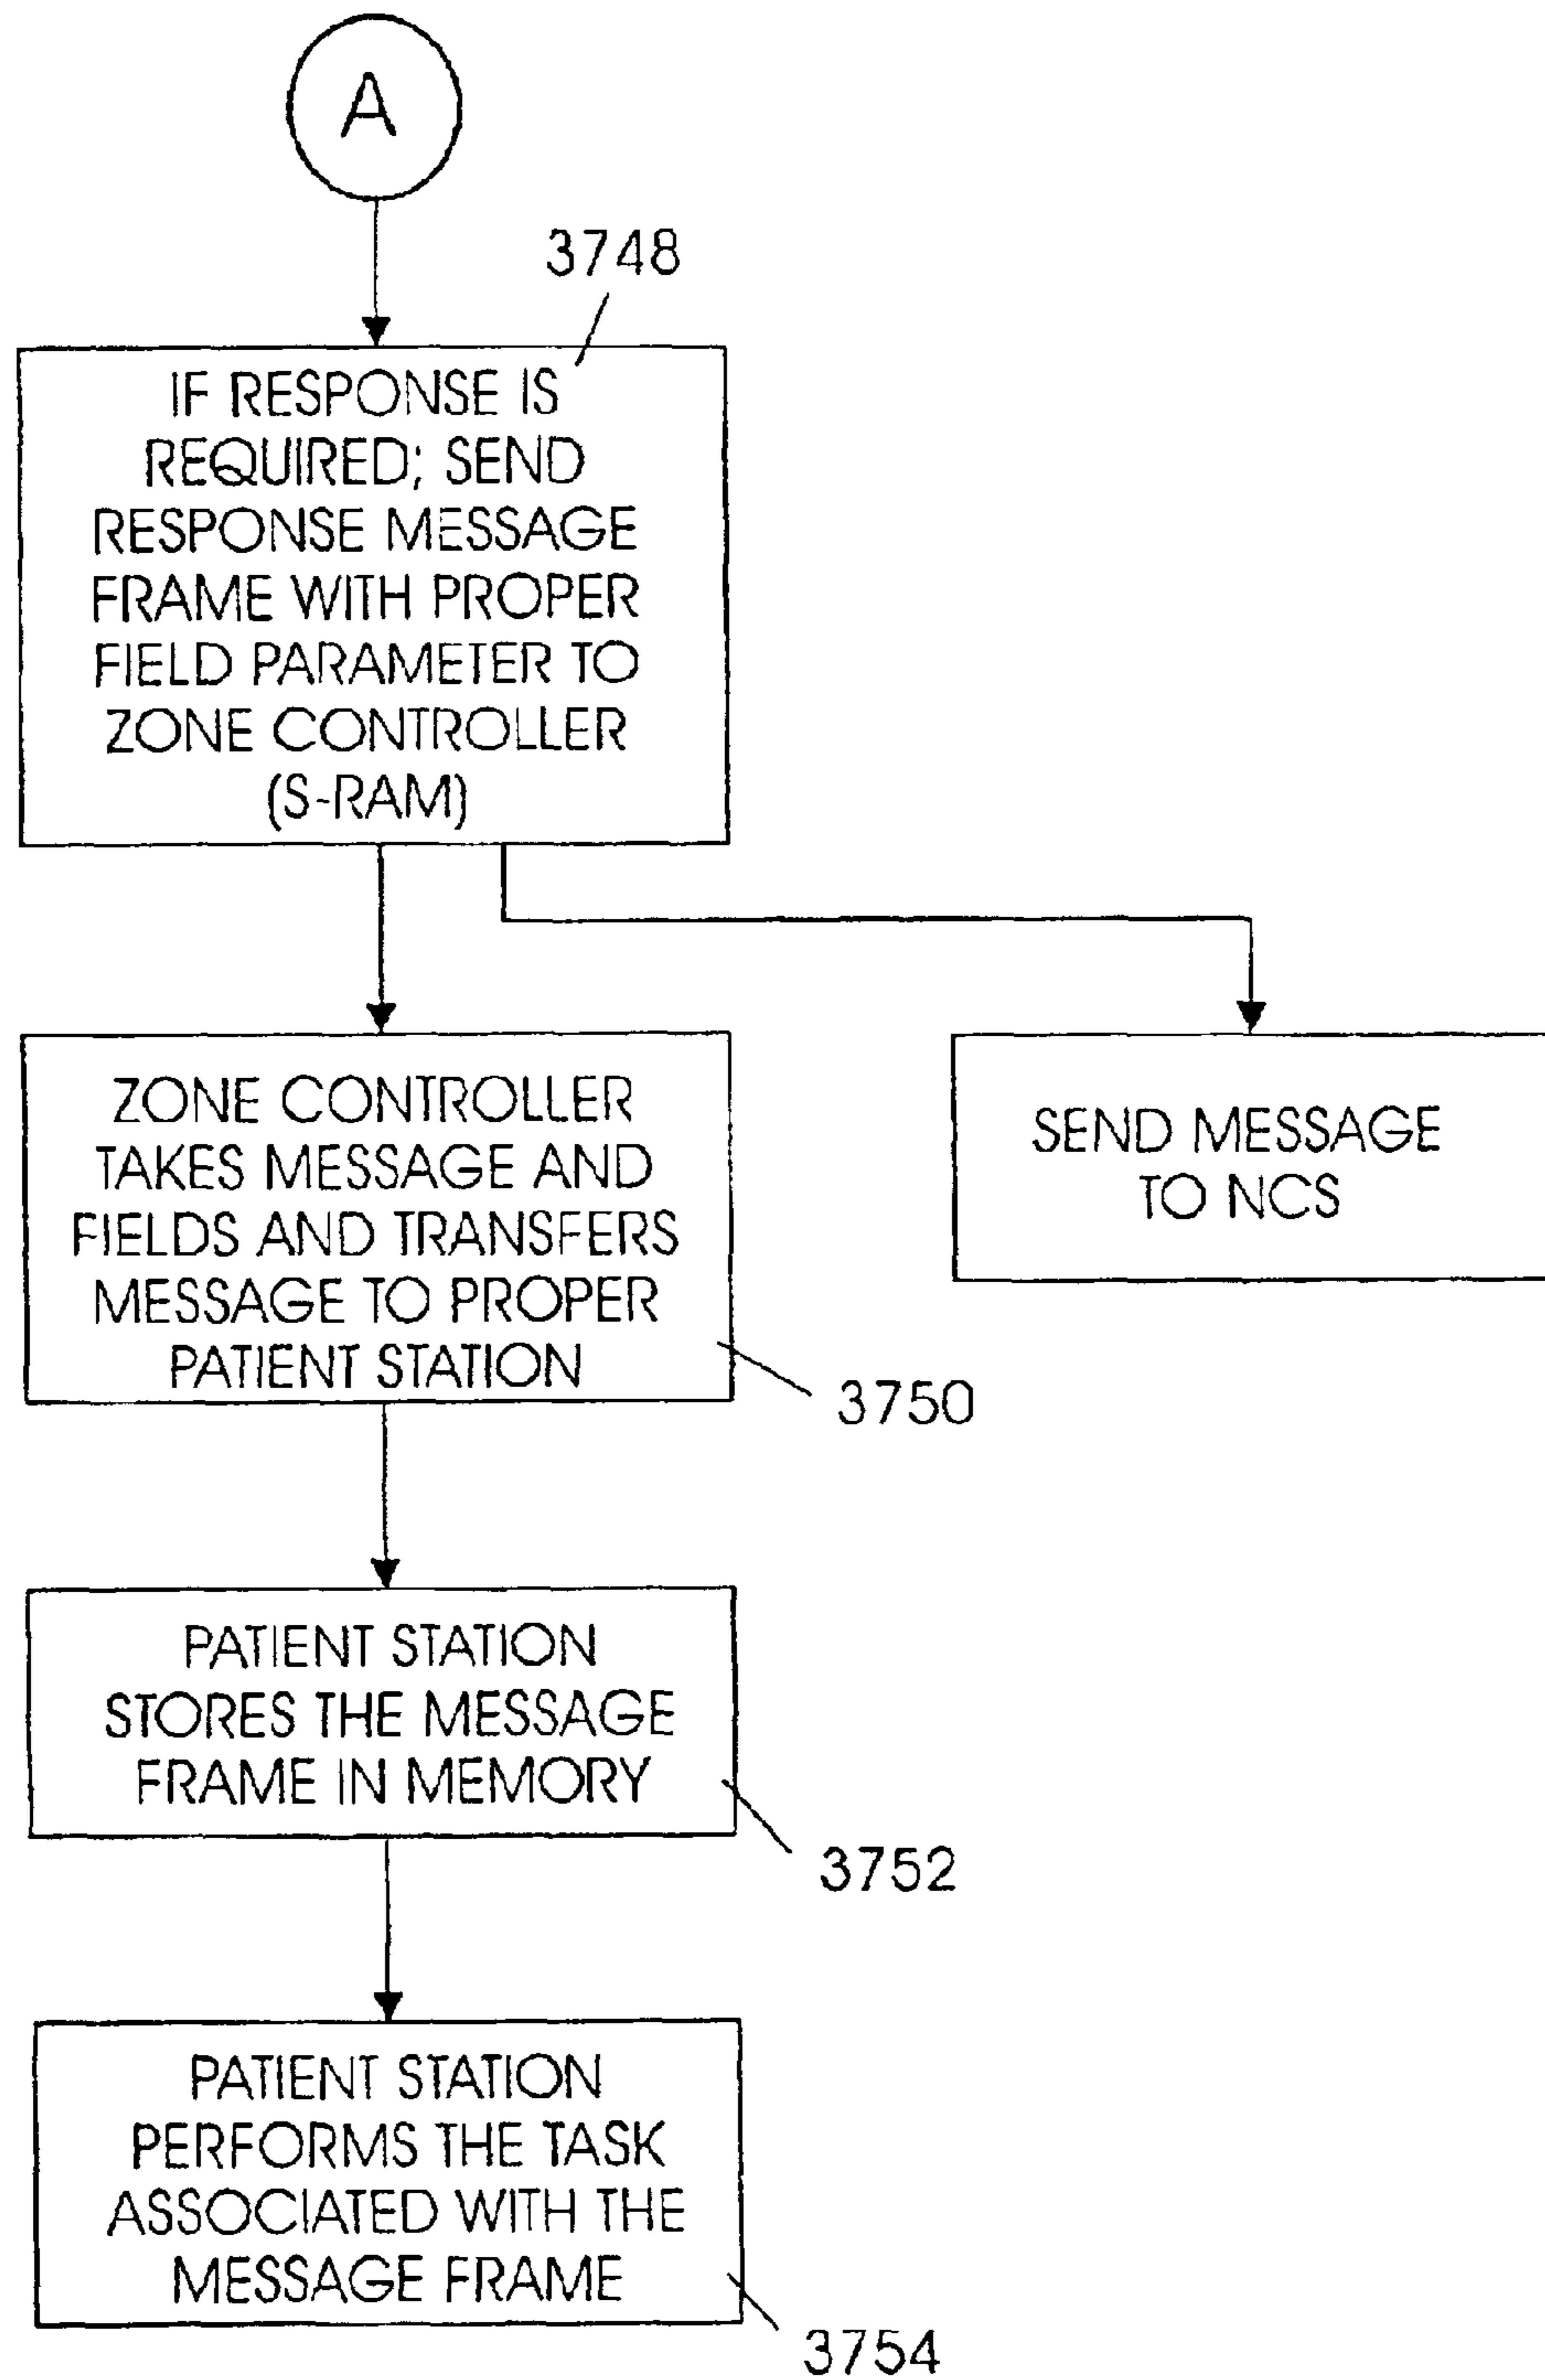 A
3748
IF RESPONSE IS
REQUIRED; SEND
RESPONSE MESSAGE
FRAME WITH PROPER
FIELD PARAMETER TO
ZONE CONTROLLER
(S-RAM)
ZONE CONTROLLER
TAKES MESSAGE AND
FIELDS AND TRANSFERS
MESSAGE TO PROPER
PATIENT STATION
3750
SEND MESSAGE
TO NCS
PATIENT STATION
STORES THE MESSAGE
FRAME IN MEMORY
3752
PATIENT STATION
PERFORMS THE TASK
ASSOCIATED WITH THE
MESSAGE FRAME
3754